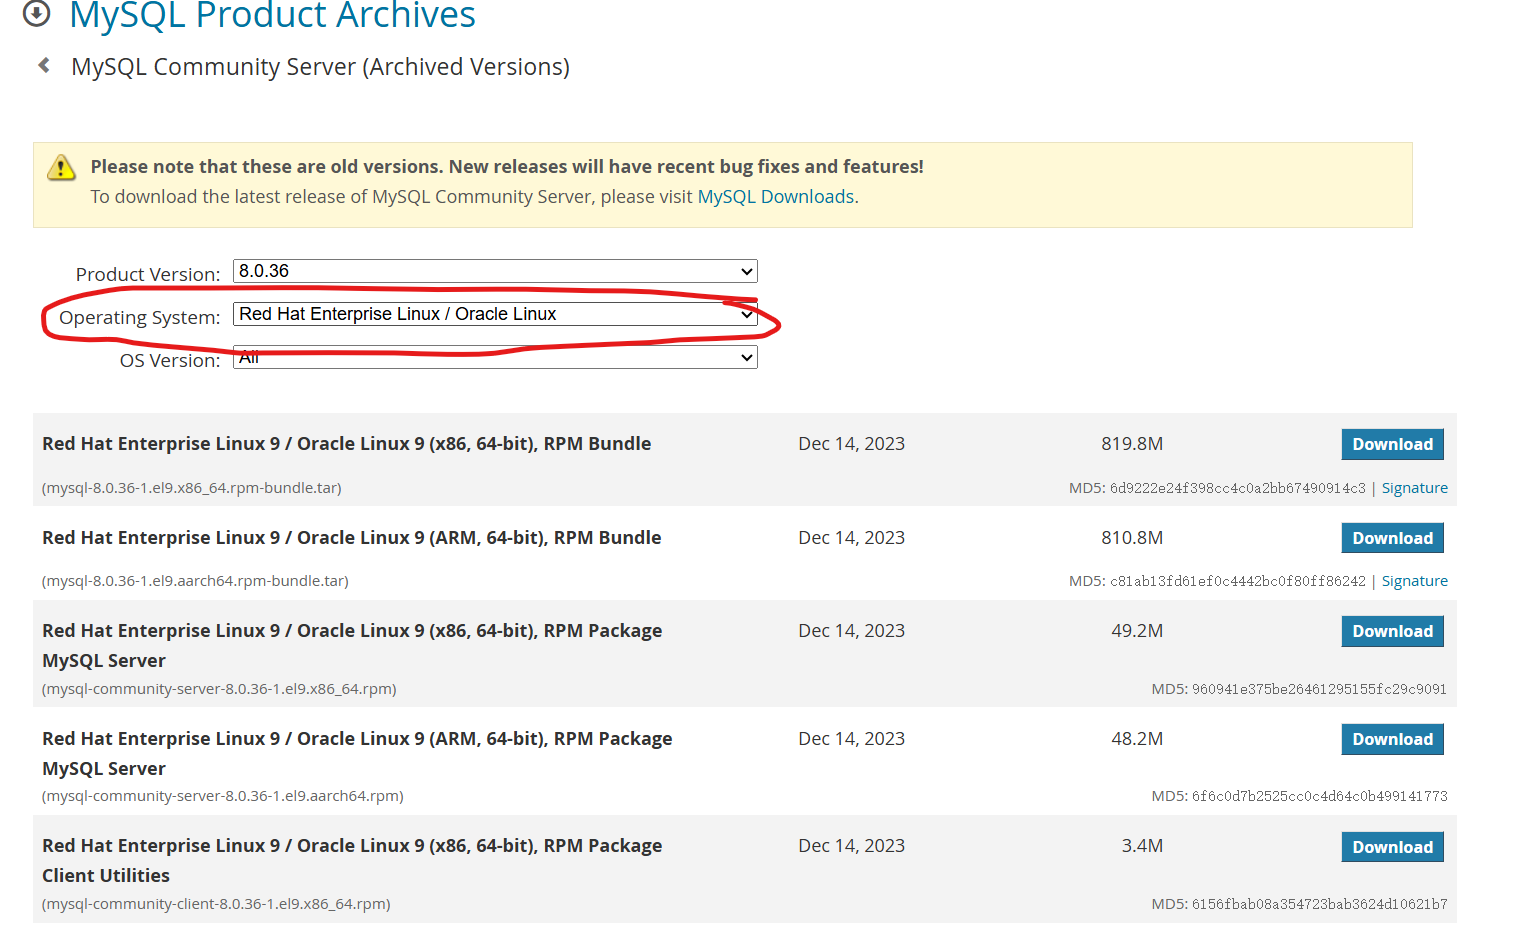 MySQL Product Archives
MySQL Community Server (Archived Versions)
Please note that these are old versions. New releases will have recent bug fixes and features!
To download the latest release of MySQL Community Server, please visit MySQL Downloads.
Product Version: 8.0.36
Operating System: Red Hat Enterprise Linux / Oracle Linux
OS Version: All
Red Hat Enterprise Linux 9 / Oracle Linux 9 (x86, 64-bit), RPM Bundle Dec 14, 2023 819.8M Download
(mysql-8.0.36-1.el9.x86_64.rpm-bundle.tar) MD5: 6d9222e24f398cc4c0a2bb67490914c3 | Signature
Red Hat Enterprise Linux 9 / Oracle Linux 9 (ARM, 64-bit), RPM Bundle Dec 14, 2023 810.8M Download
(mysql-8.0.36-1.el9.aarch64.rpm-bundle.tar) MD5: c81ab13fd61ef0c4442bc0f80ff86242 | Signature
Red Hat Enterprise Linux 9 / Oracle Linux 9 (x86, 64-bit), RPM Package Dec 14, 2023 49.2M Download
MySQL Server
(mysql-community-server-8.0.36-1.el9.x86_64.rpm) MD5: 960941e375be26461295155fc29c9091
Red Hat Enterprise Linux 9 / Oracle Linux 9 (ARM, 64-bit), RPM Package Dec 14, 2023 48.2M Download
MySQL Server
(mysql-community-server-8.0.36-1.el9.aarch64.rpm) MD5: 6f6c0d7b2525cc0c4d64c0b499141773
Red Hat Enterprise Linux 9 / Oracle Linux 9 (x86, 64-bit), RPM Package Dec 14, 2023 3.4M Download
Client Utilities
(mysql-community-client-8.0.36-1.el9.x86_64.rpm) MD5: 6156fbab08a354723bab3624d10621b7